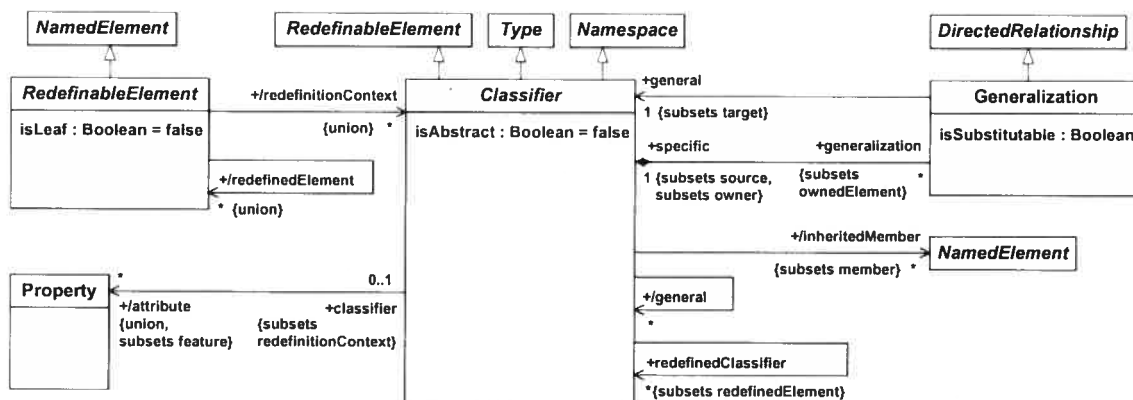 NamedElement
RedefinableElement
Type
Namespace
DirectedRelationship
RedefinableElement
isLeaf : Boolean = false
+/redefinitionContext
{union} *
+/redefinedElement
* {union}
Classifier
isAbstract : Boolean = false
+general
1 {subsets target}
+specific
1 {subsets source,
subsets owner}
+generalization
{subsets *
ownedElement}
Generalization
isSubstitutable : Boolean
+/inheritedMember
{subsets member} *
NamedElement
+/general
*
+redefinedClassifier
*{subsets redefinedElement}
Property
*
+/attribute
{union,
subsets feature}
0..1
+classifier
{subsets
redefinitionContext}